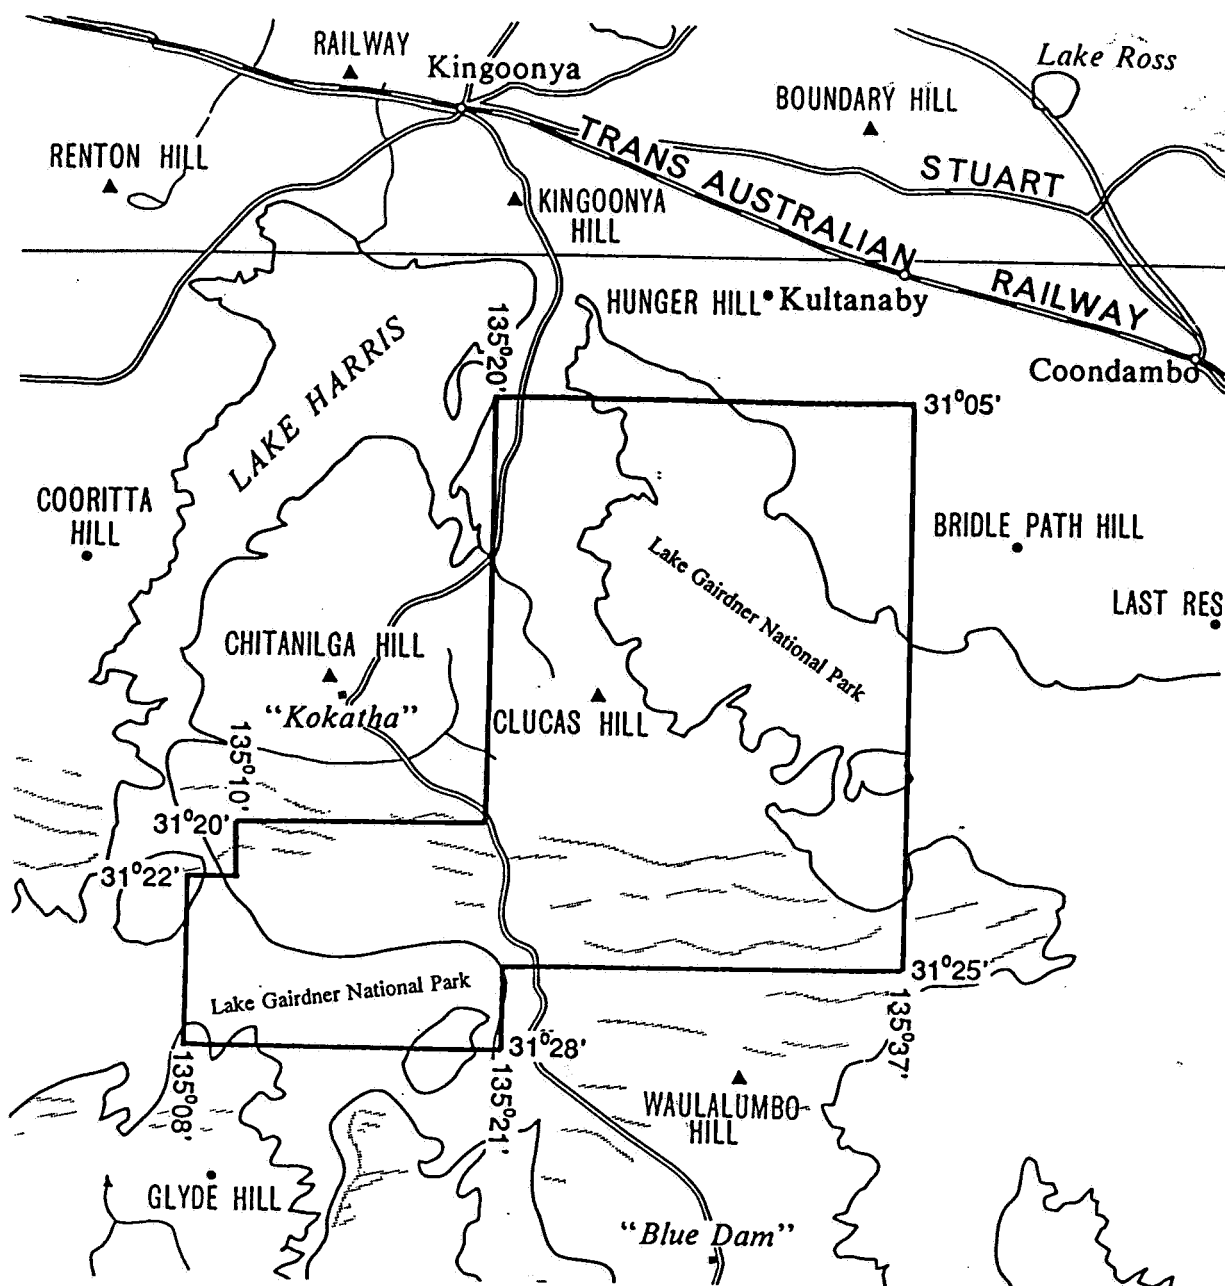 RAILWAY
Kingoonya
Lake Ross
BOUNDARY HILL
RENTON HILL
TRANS AUSTRALIAN RAILWAY
STUART
KINGOONYA
HILL
HUNGER HILL
Kultanaby
Coondambo
135°20'
31°05'
LAKE HARRIS
COORITTA
HILL
BRIDLE PATH HILL
LAST RES
Lake Gairdner National Park
CHITANILGA HILL
"Kokatha"
CLUCAS HILL
135°10'
31°20'
31°22'
31°25'
Lake Gairdner National Park
135°37'
31°28'
135°08'
135°21'
WAULALUMBO
HILL
GLYDE HILL
"Blue Dam"